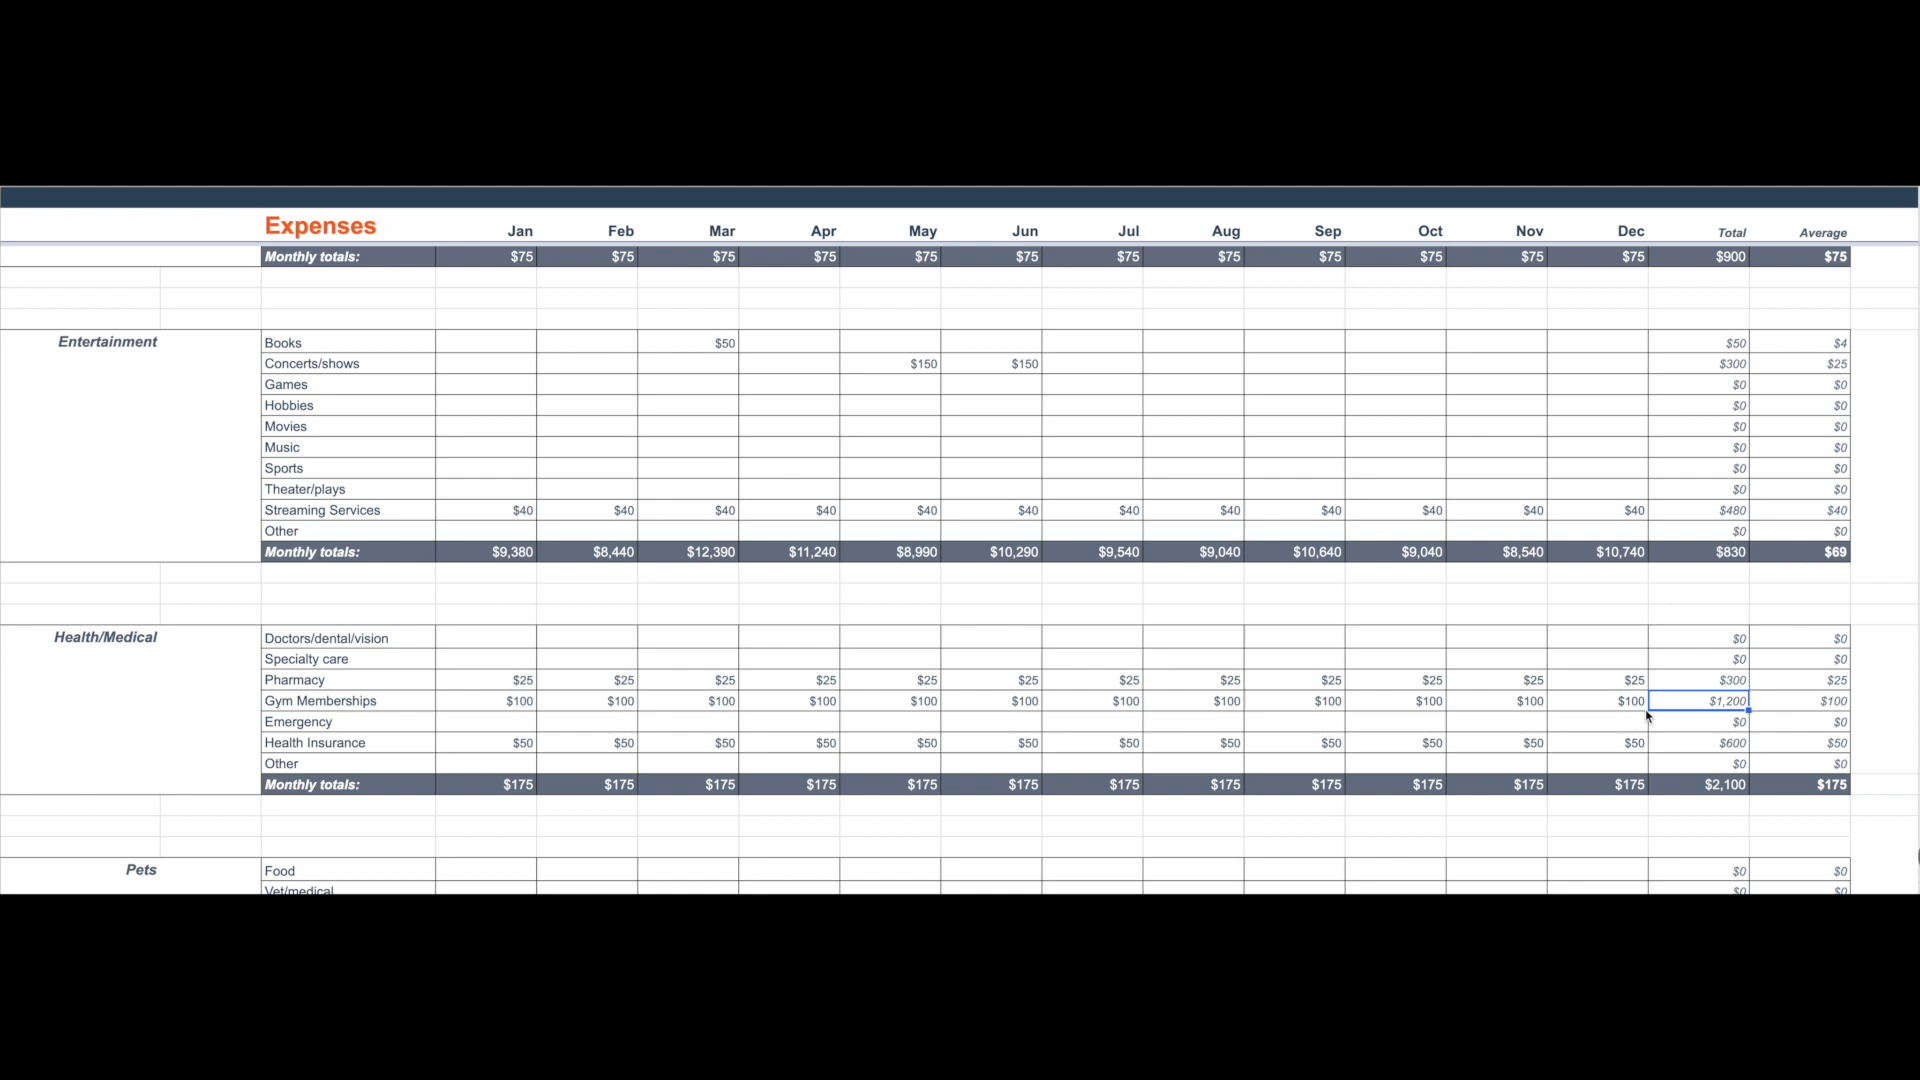 Expenses Jan Feb Mar Apr May Jun Jul Aug Sep Oct Nov Dec Total Average
Monthly totals: $75 $75 $75 $75 $75 $75 $75 $75 $75 $75 $75 $75 $900 $75
Entertainment Books $50 $50 $4
Concerts/shows $150 $150 $300 $25
Games $0 $0
Hobbies $0 $0
Movies $0 $0
Music $0 $0
Sports $0 $0
Theater/plays $0 $0
Streaming Services $40 $40 $40 $40 $40 $40 $40 $40 $40 $40 $40 $40 $480 $40
Other $0 $0
Monthly totals: $9,380 $8,440 $12,390 $11,240 $8,990 $10,290 $9,540 $9,040 $10,640 $9,040 $8,540 $10,740 $830 $69
Health/Medical Doctors/dental/vision $0 $0
Specialty care $0 $0
Pharmacy $25 $25 $25 $25 $25 $25 $25 $25 $25 $25 $25 $25 $300 $25
Gym Memberships $100 $100 $100 $100 $100 $100 $100 $100 $100 $100 $100 $100 $1,200 $100
Emergency $0 $0
Health Insurance $50 $50 $50 $50 $50 $50 $50 $50 $50 $50 $50 $50 $600 $50
Other $0 $0
Monthly totals: $175 $175 $175 $175 $175 $175 $175 $175 $175 $175 $175 $175 $2,100 $175
Pets Food $0 $0
Vet/medical $0 $0